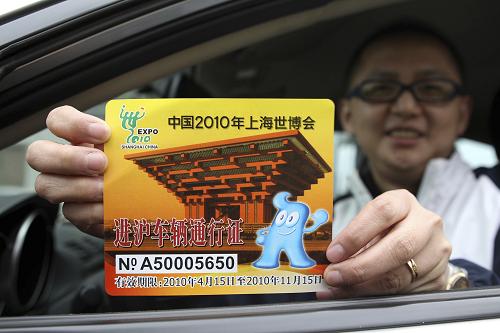 EXPO
2010
SHANGHAI CHINA
中国2010年上海世博会
进沪车辆通行证
No A50005650
有效期限:2010年4月15日至2010年11月15日